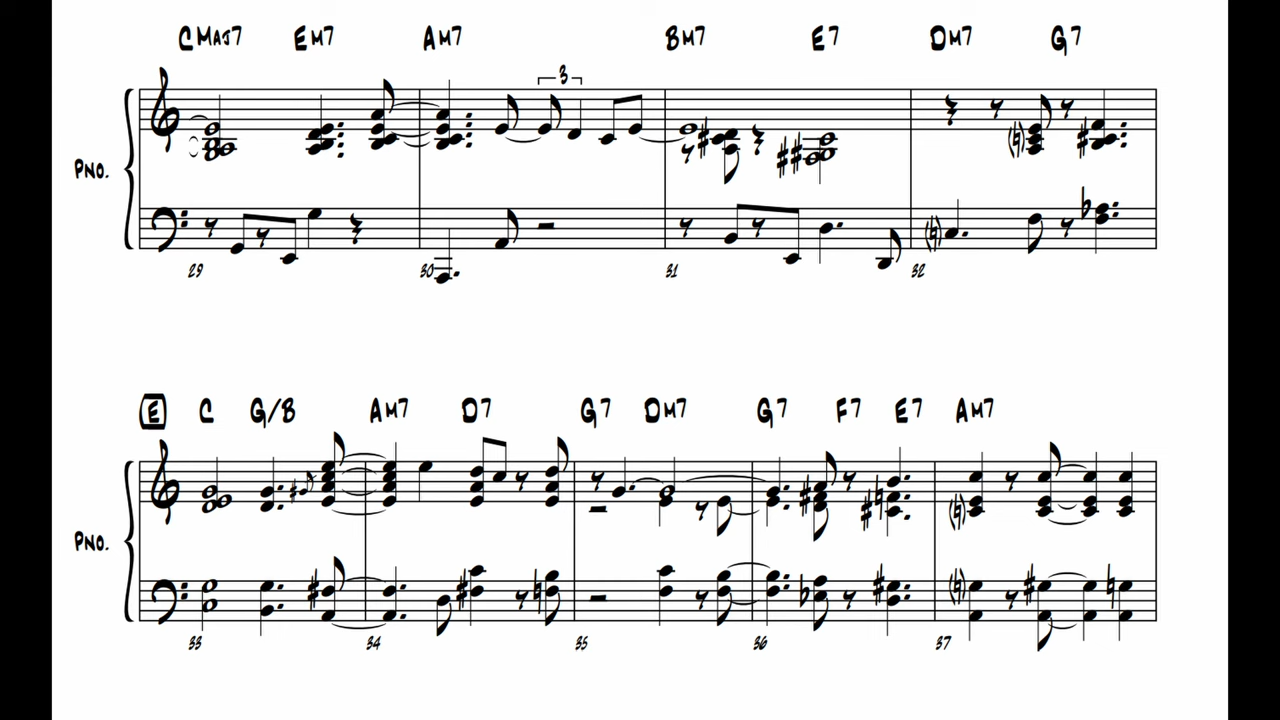 CMAJ7 EM7 AM7 BM7 E7 DM7 G7
3
PNO.
29 30 31 32
E C G/B AM7 D7 G7 DM7 G7 F7 E7 AM7
PNO.
33 34 35 36 37